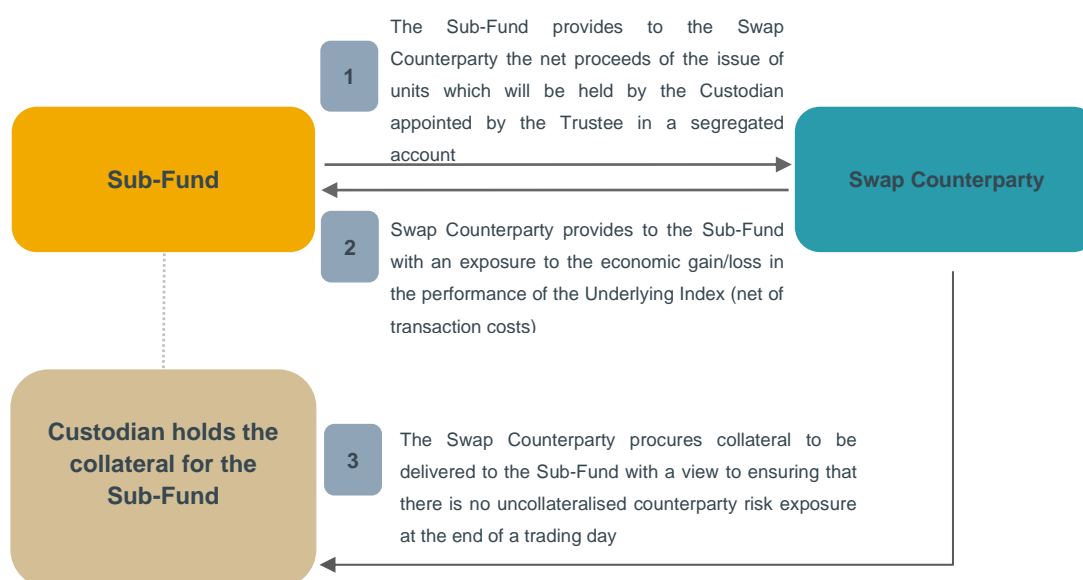 The Sub-Fund provides to the Swap
Counterparty the net proceeds of the issue of
units which will be held by the Custodian
appointed by the Trustee in a segregated
account
1
Sub-Fund
Swap Counterparty
2
Swap Counterparty provides to the Sub-Fund
with an exposure to the economic gain/loss in
the performance of the Underlying Index (net of
transaction costs)
Custodian holds the
collateral for the
Sub-Fund
3
The Swap Counterparty procures collateral to be
delivered to the Sub-Fund with a view to ensuring that
there is no uncollateralised counterparty risk exposure
at the end of a trading day